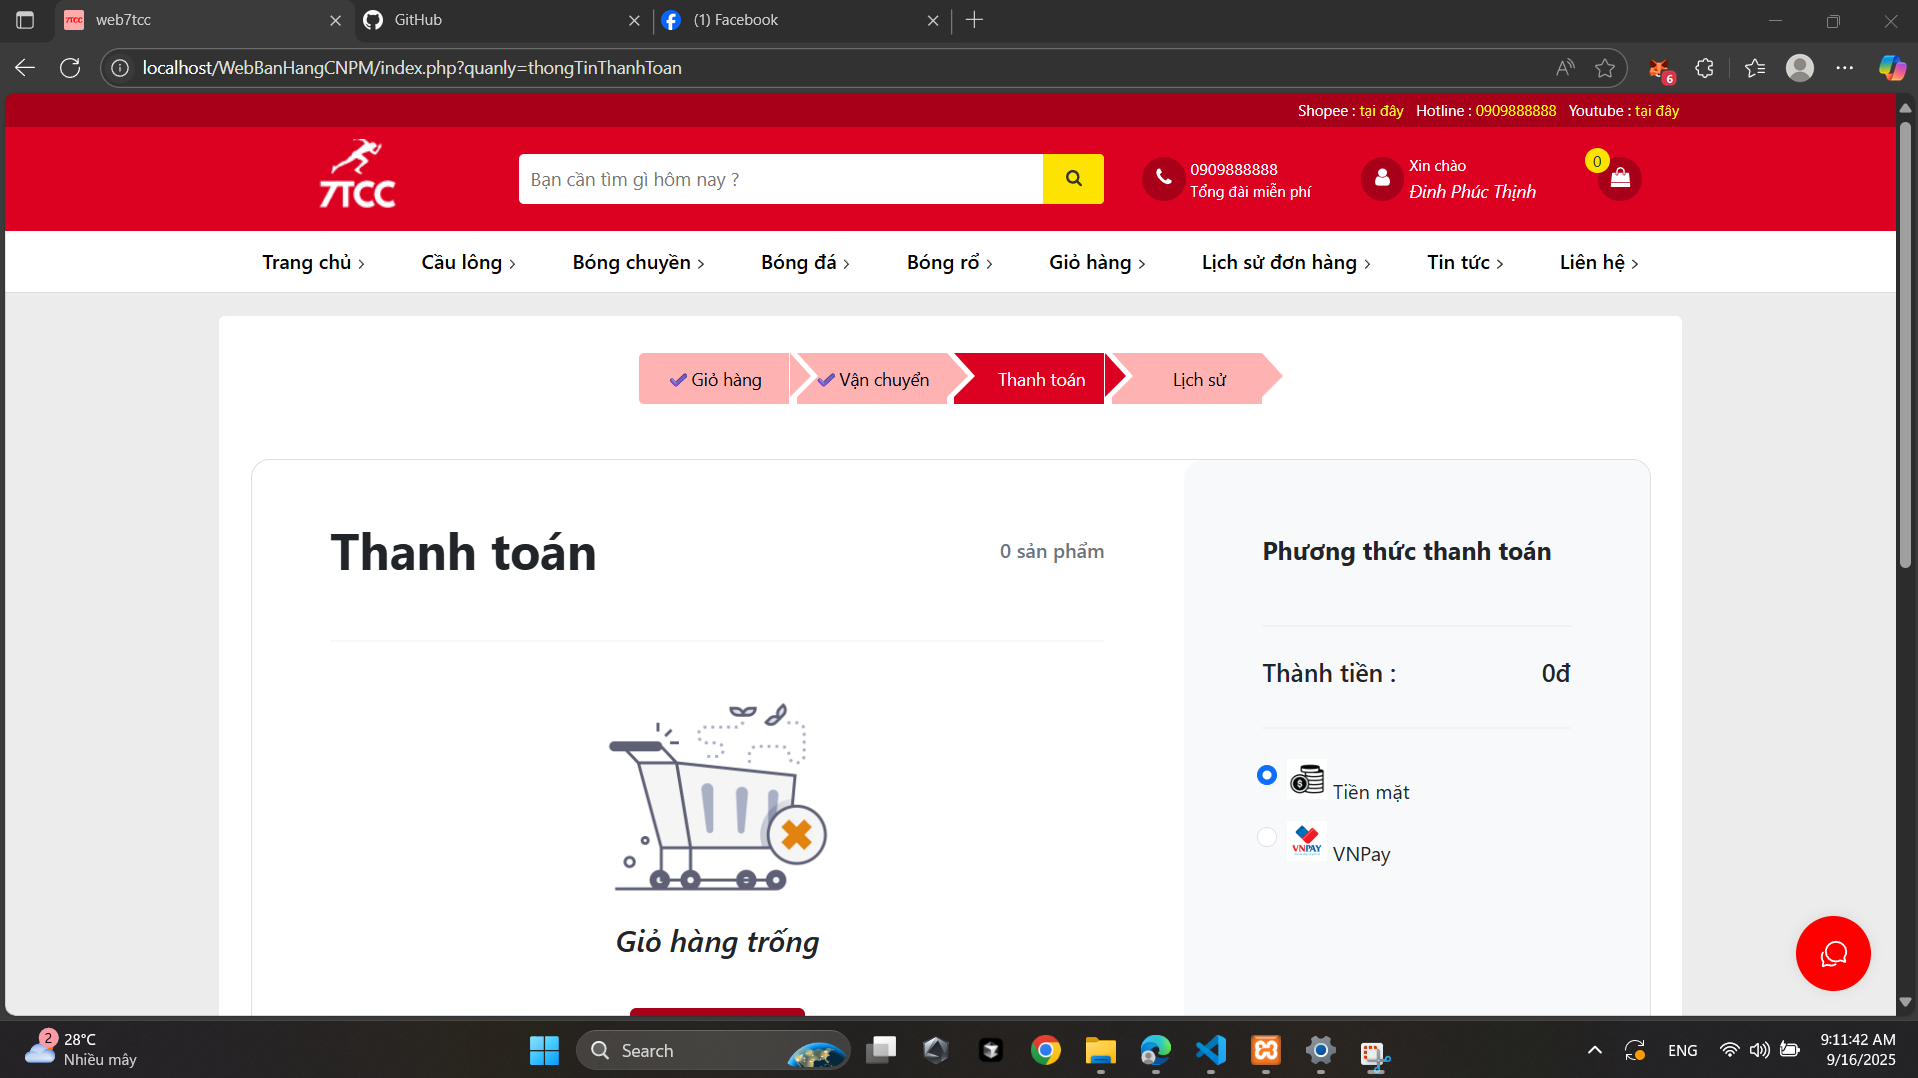 web7tcc
GitHub
(1) Facebook
localhost/WebBanHangCNPM/index.php?quanly=thongTinThanhToan
6
Shopee : tại đây Hotline : 0909888888 Youtube : tại đây
7TCC
Bạn cần tìm gì hôm nay ?
0909888888
Tổng đài miễn phí
Xin chào
Đinh Phúc Thịnh
0
Trang chủ
Cầu lông
Bóng chuyền
Bóng đá
Bóng rổ
Giỏ hàng
Lịch sử đơn hàng
Tin tức
Liên hệ
Giỏ hàng
Vận chuyển
Thanh toán
Lịch sử
Thanh toán
0 sản phẩm
Giỏ hàng trống
Phương thức thanh toán
Thành tiền : 0đ
Tiền mặt
VNPAY
VNPay
2
28°C
Nhiều mây
Search
ENG
9:11:42 AM
9/16/2025